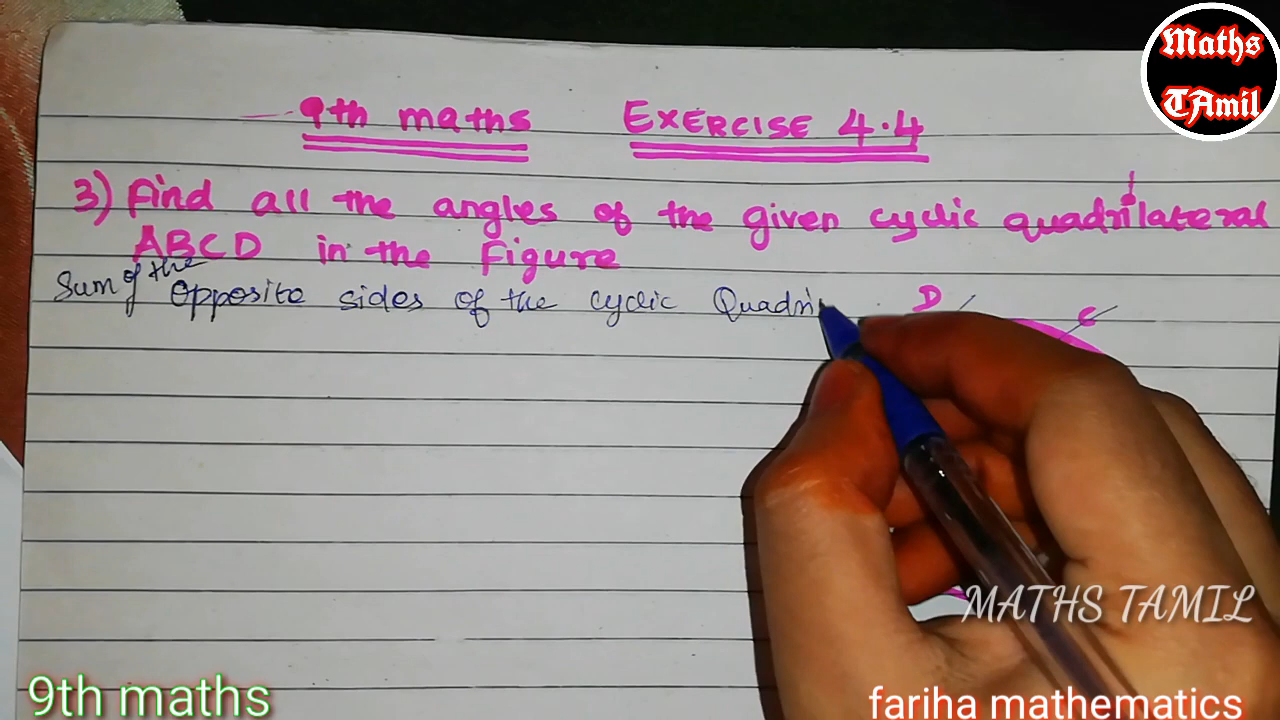 Maths
TAmil
9th maths EXERCISE 4.4
3) Find all the angles of the given cyclic quadrilateral
ABCD in the Figure
Sum of the opposite sides of the cyclic Quadri
D
C
MATHS TAMIL
9th maths
fariha mathematics